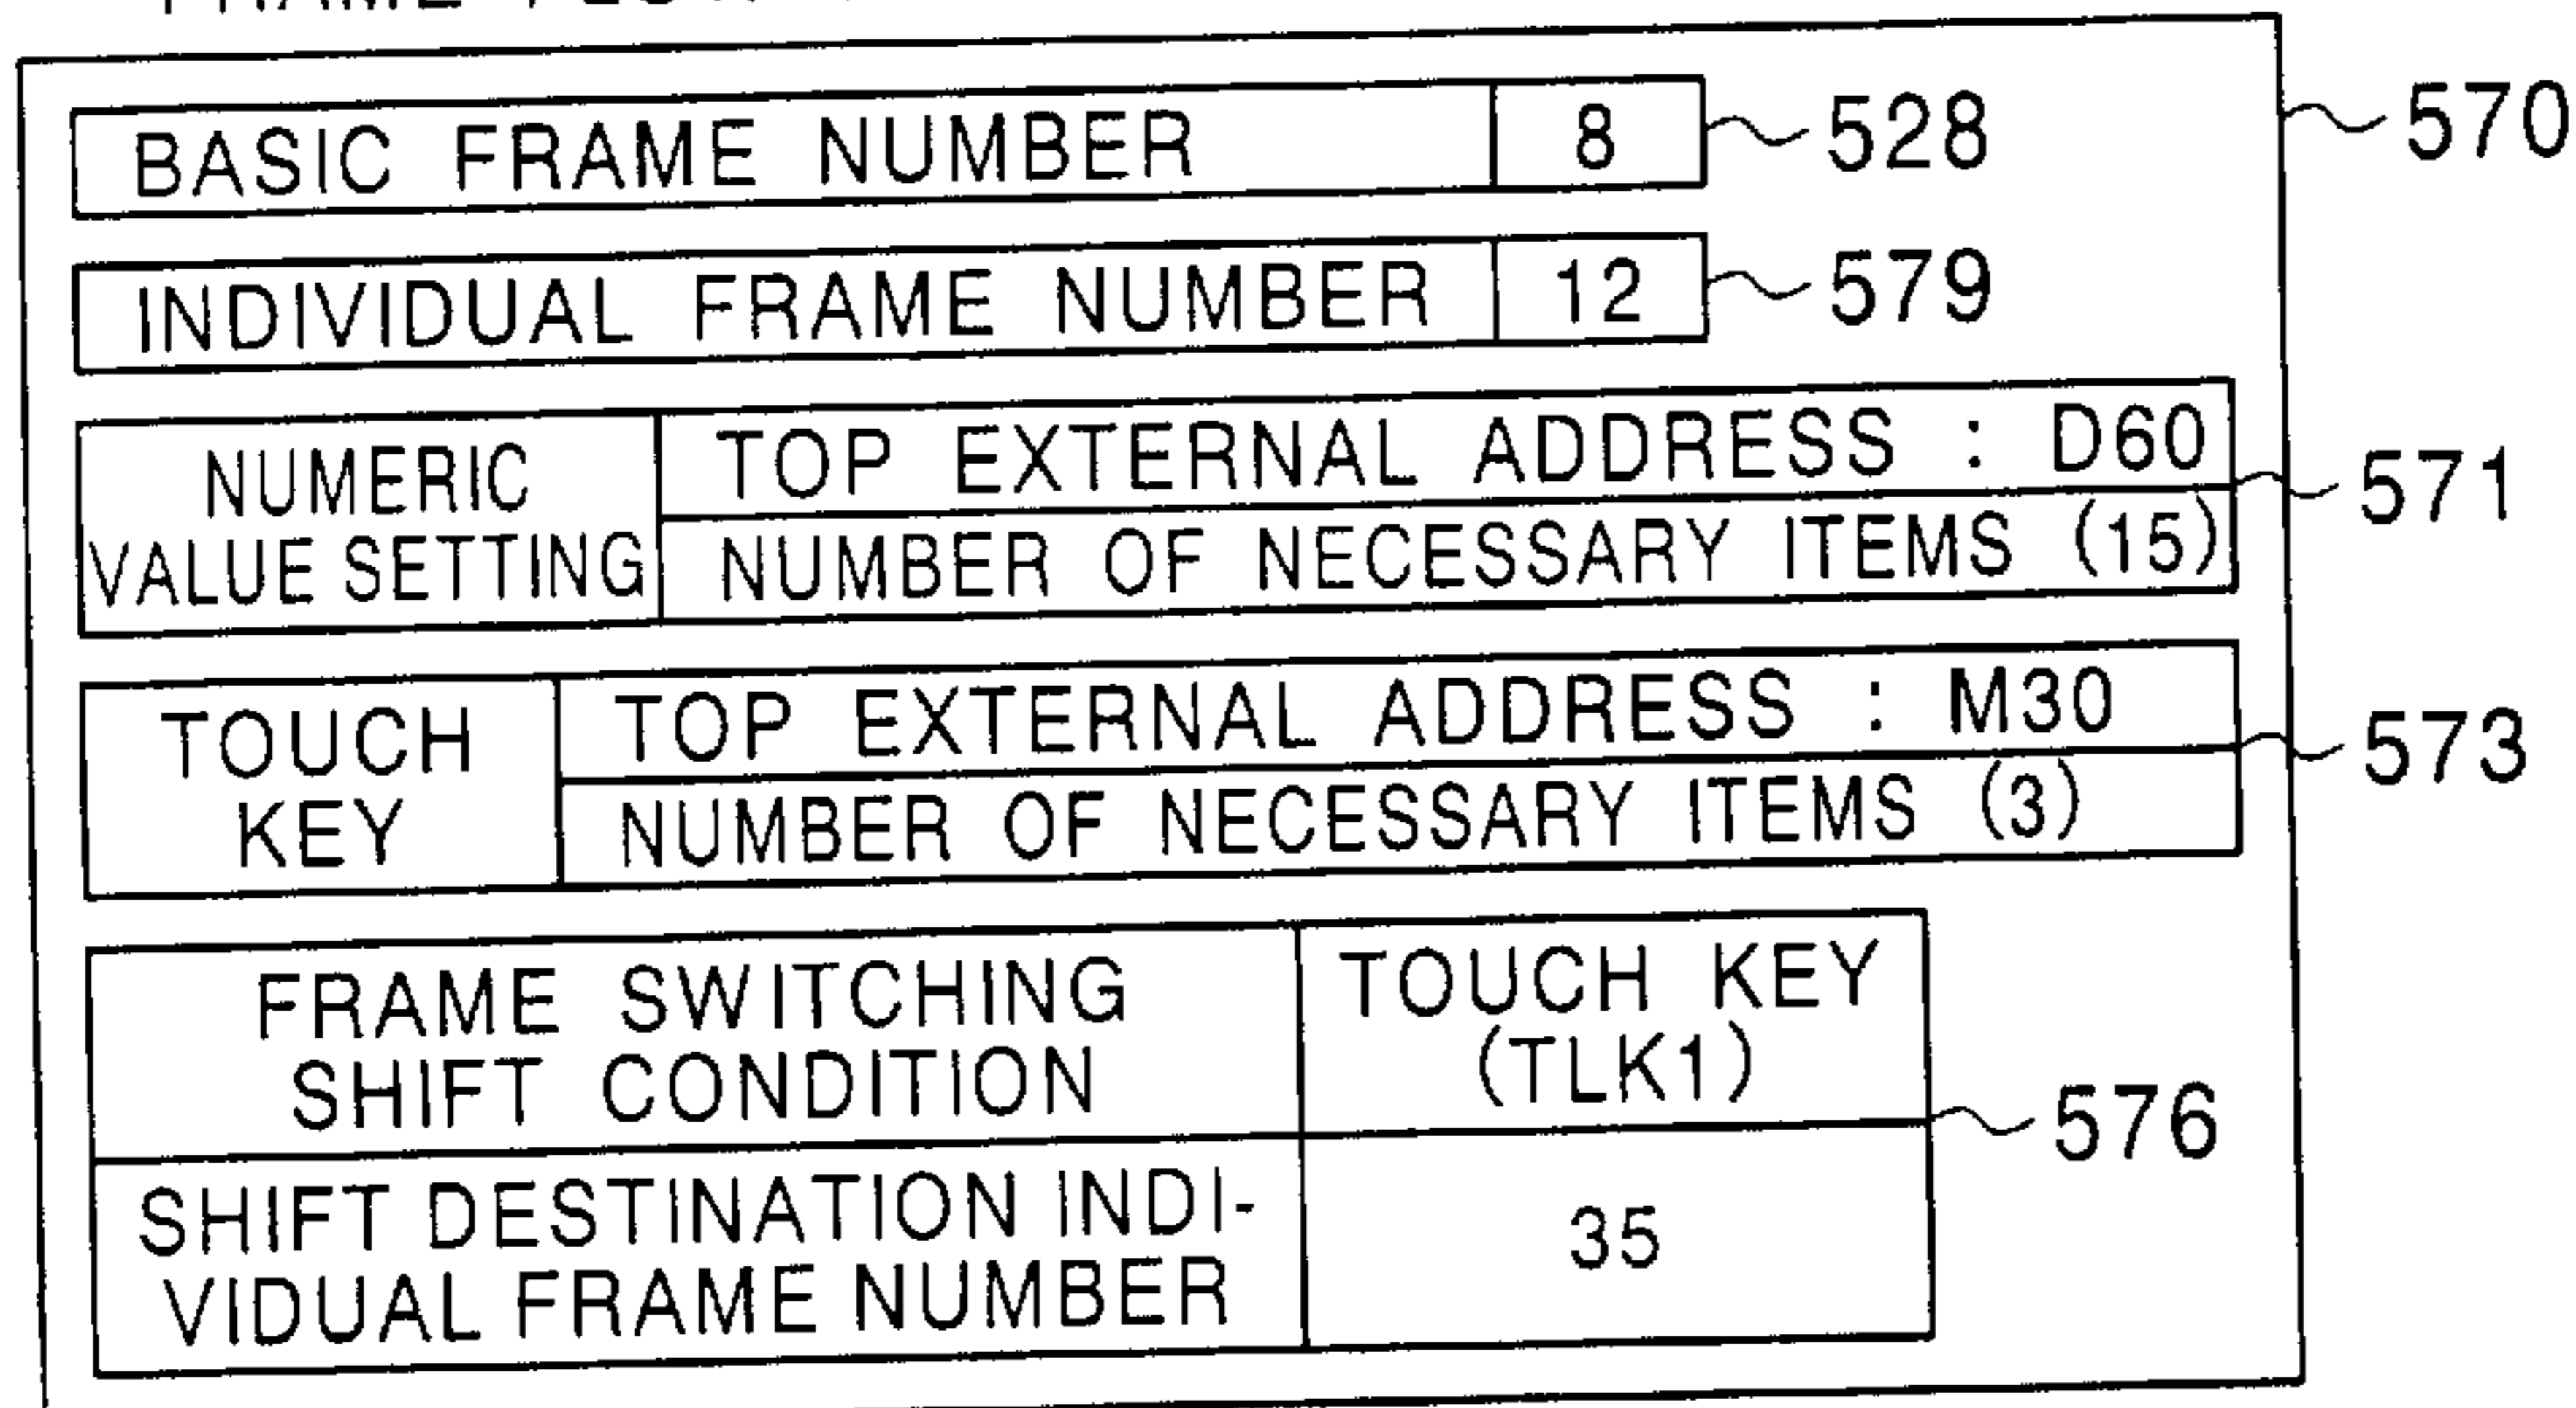 BASIC FRAME NUMBER 8 528
570
INDIVIDUAL FRAME NUMBER 12 579
NUMERIC
VALUE SETTING
TOP EXTERNAL ADDRESS : D60
NUMBER OF NECESSARY ITEMS (15)
571
TOUCH
KEY
TOP EXTERNAL ADDRESS : M30
NUMBER OF NECESSARY ITEMS (3)
573
FRAME SWITCHING
SHIFT CONDITION
TOUCH KEY
(TLK1)
576
SHIFT DESTINATION INDI-
VIDUAL FRAME NUMBER
35